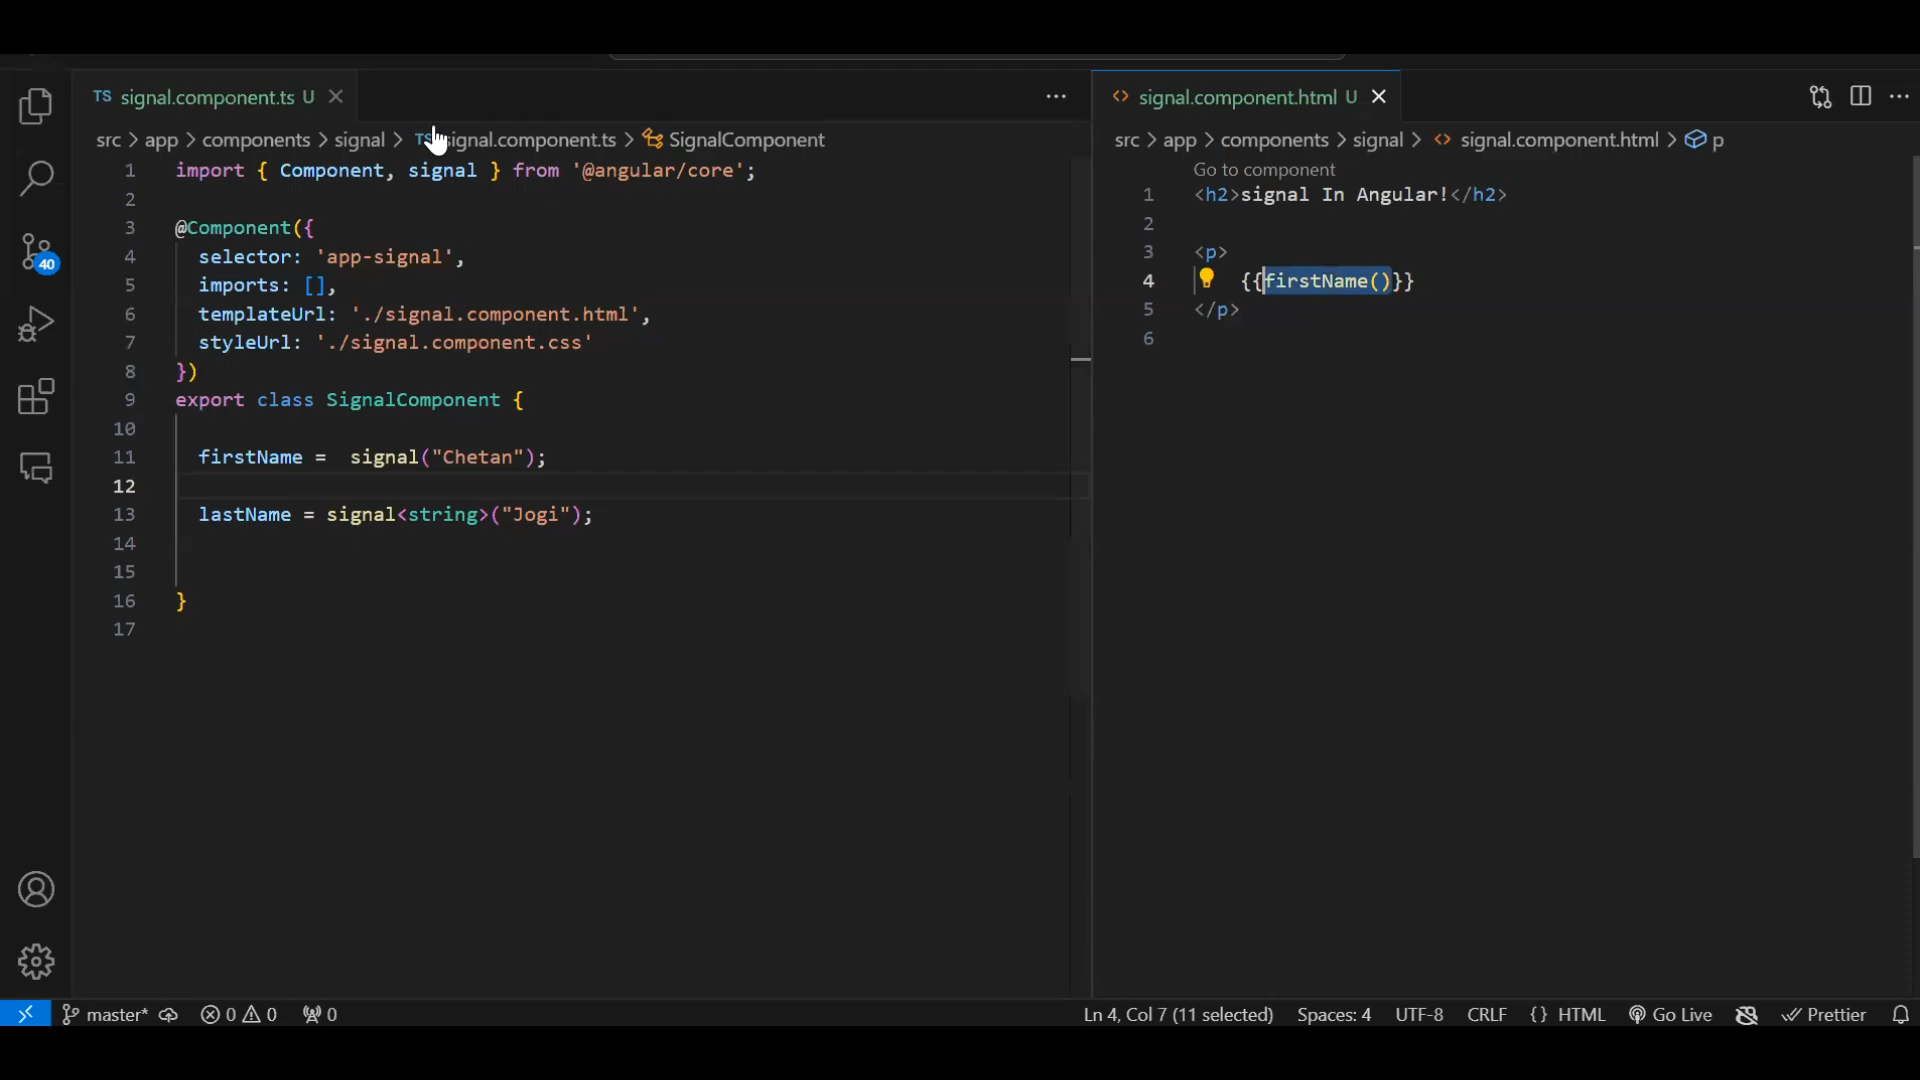 TS signal.component.ts U
src > app > components > signal > TS signal.component.ts > SignalComponent
1 import { Component, signal } from '@angular/core';
2
3 @Component({
4 selector: 'app-signal',
5 imports: [],
6 templateUrl: './signal.component.html',
7 styleUrl: './signal.component.css'
8 })
9 export class SignalComponent {
10
11 firstName =  signal("Chetan");
12
13 lastName = signal<string>("Jogi");
14
15
16 }
17
<> signal.component.html U
src > app > components > signal > <> signal.component.html > p
Go to component
1 <h2>signal In Angular!</h2>
2
3 <p>
4 {{firstName()}}
5 </p>
6
40
master* 0 0 0 Ln 4, Col 7 (11 selected) Spaces: 4 UTF-8 CRLF {} HTML Go Live Prettier